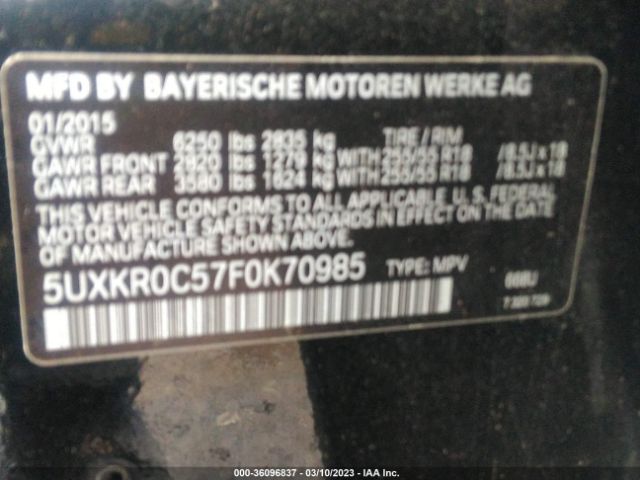 MFD BY BAYERISCHE MOTOREN WERKE AG
01/2015
GVWR 6250 lbs 2835 kg TIRE / RIM
GAWR FRONT 2820 lbs 1279 kg WITH 255/55 R18 /8.5J x 18
GAWR REAR 3580 lbs 1624 kg WITH 255/55 R18 /8.5J x 18
THIS VEHICLE CONFORMS TO ALL APPLICABLE U. S. FEDERAL
MOTOR VEHICLE SAFETY STANDARDS IN EFFECT ON THE DATE
OF MANUFACTURE SHOWN ABOVE.
5UXKR0C57F0K70985 TYPE: MPV
000-36096837 - 03/10/2023 - IAA Inc.